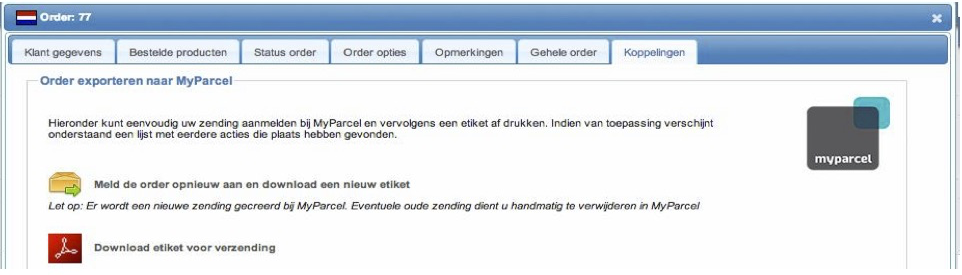 Order: 77
Klant gegevens Bestelde producten Status order Order opties Opmerkingen Gehele order Koppelingen
Order exporteren naar MyParcel
Hieronder kunt eenvoudig uw zending aanmelden bij MyParcel en vervolgens een etiket af drukken. Indien van toepassing verschijnt
onderstaand een lijst met eerdere acties die plaats hebben gevonden.
myparcel
Meld de order opnieuw aan en download een nieuw etiket
Let op: Er wordt een nieuwe zending gecreerd bij MyParcel. Eventuele oude zending dient u handmatig te verwijderen in MyParcel
Download etiket voor verzending